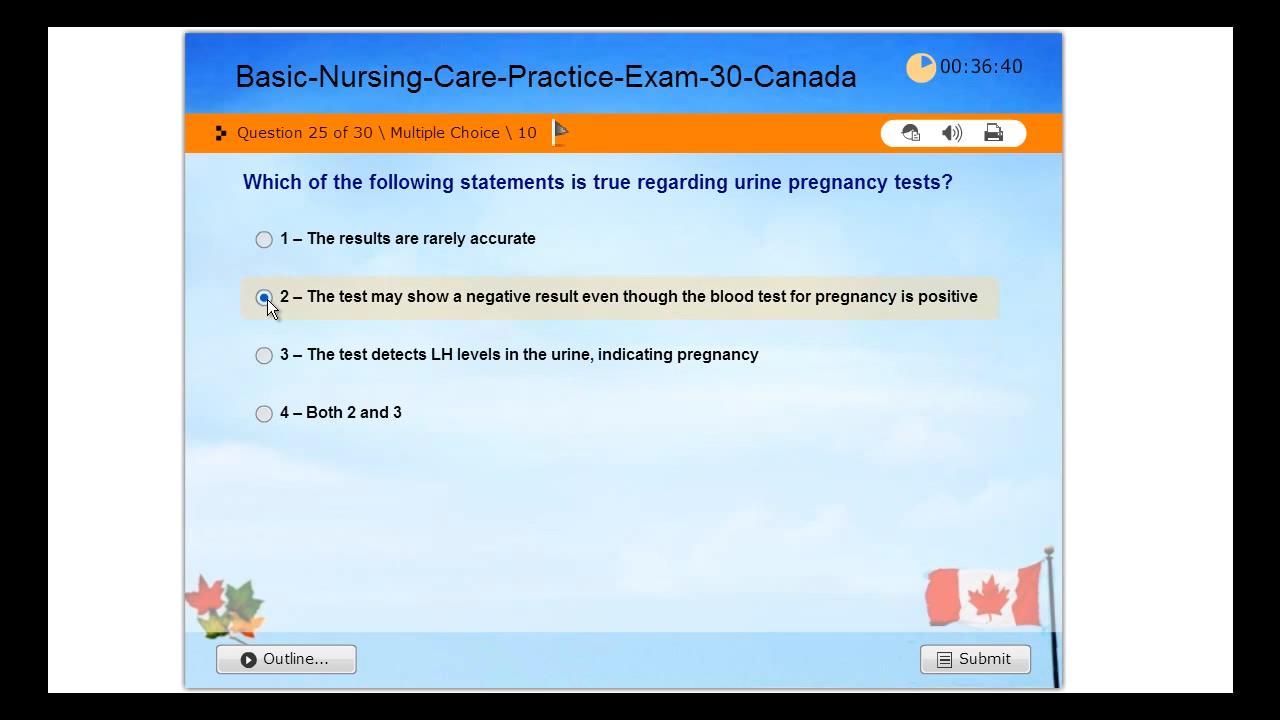 Basic-Nursing-Care-Practice-Exam-30-Canada
00:36:40
Question 25 of 30 \ Multiple Choice \ 10
Which of the following statements is true regarding urine pregnancy tests?
1 – The results are rarely accurate
2 – The test may show a negative result even though the blood test for pregnancy is positive
3 – The test detects LH levels in the urine, indicating pregnancy
4 – Both 2 and 3
Outline...
Submit